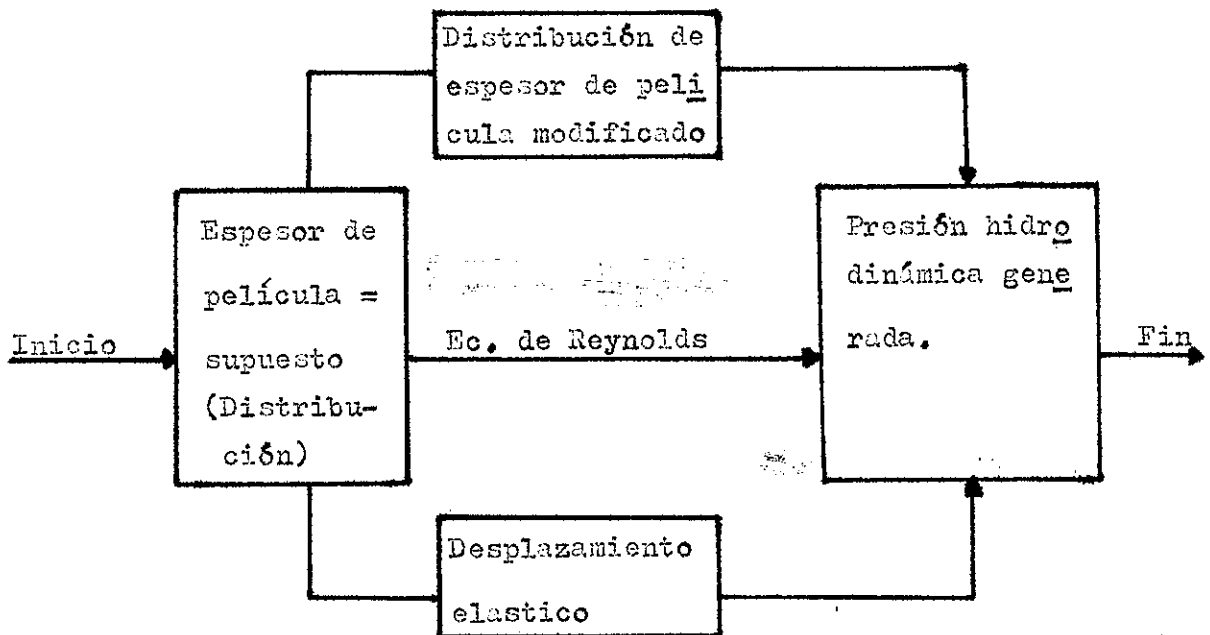 Distribución de
espesor de peli
cula modificado
Espesor de
película =
supuesto
(Distribu-
ción)
Inicio
Ec. de Reynolds
Presión hidro
dinámica gene
rada.
Fin
Desplazamiento
elastico